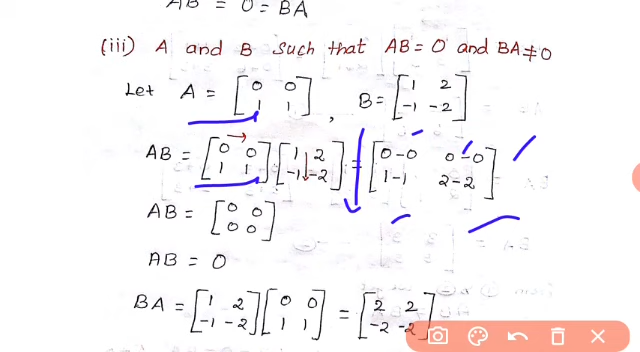 AB = 0 = BA
(iii) A and B Such that AB = 0 and BA ≠ 0
Let A = [0 0; 1 1], B = [1 2; -1 -2]
AB = [0 0; 1 1] [1 2; -1 -2] = [0-0 0-0; 1-1 2-2]
AB = [0 0; 0 0]
AB = 0
BA = [1 2; -1 -2] [0 0; 1 1] = [2 2; -2 -2]